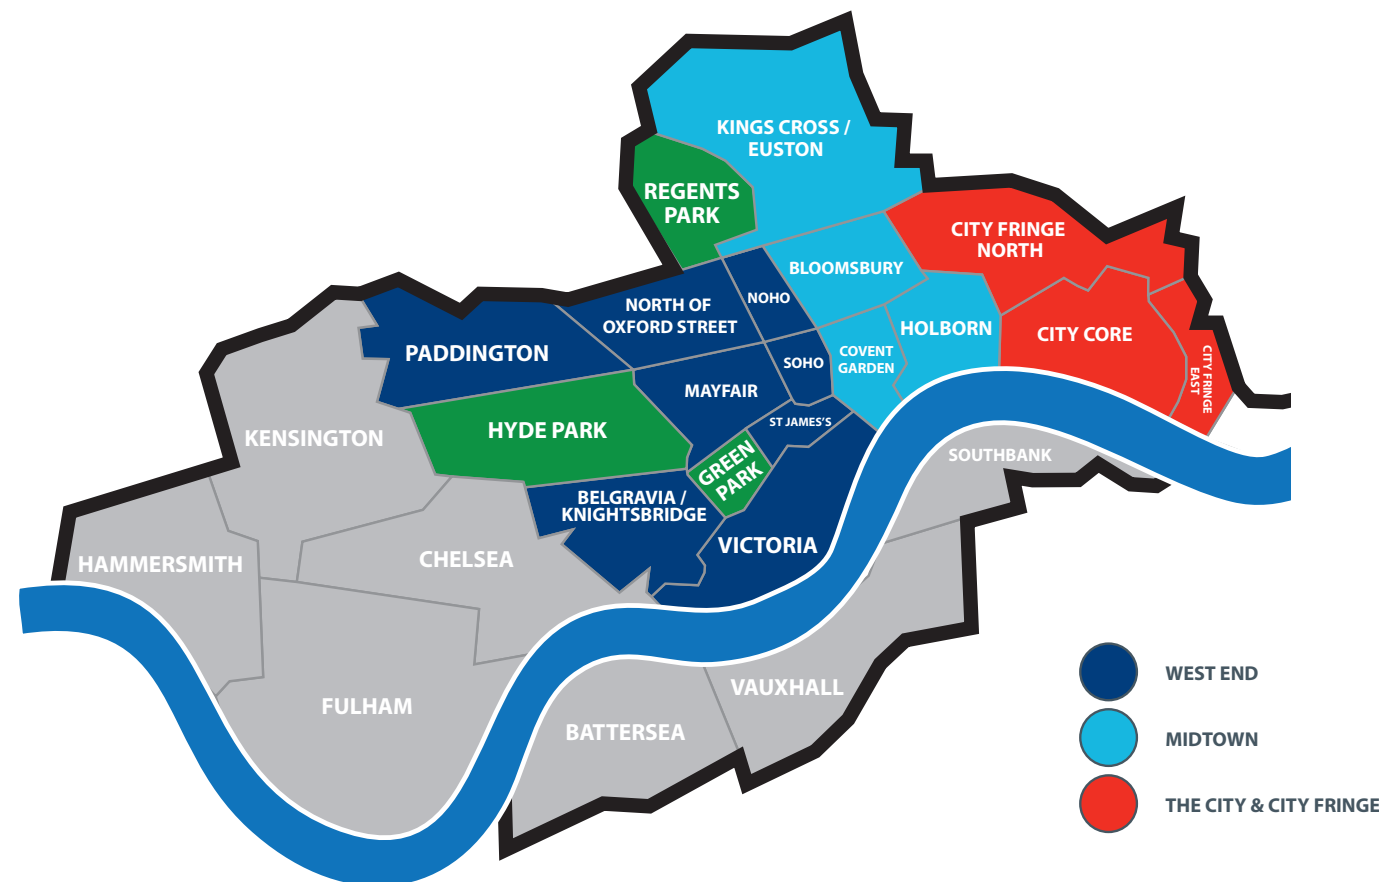 KINGS CROSS /
EUSTON
REGENTS
PARK
CITY FRINGE
NORTH
BLOOMSBURY
NOHO
NORTH OF
OXFORD STREET
HOLBORN
CITY CORE
PADDINGTON
SOHO
COVENT
GARDEN
CITY FRINGE
EAST
MAYFAIR
ST JAMES'S
HYDE PARK
KENSINGTON
GREEN
PARK
SOUTHBANK
BELGRAVIA /
KNIGHTSBRIDGE
VICTORIA
CHELSEA
HAMMERSMITH
VAUXHALL
FULHAM
BATTERSEA
WEST END
MIDTOWN
THE CITY & CITY FRINGE